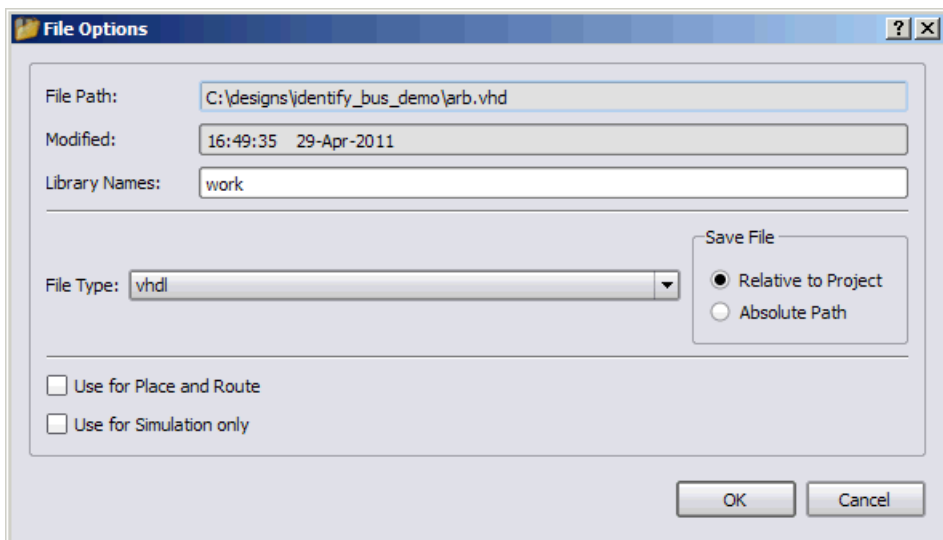 File Options
File Path: C:\designs\identify_bus_demo\arb.vhd
Modified: 16:49:35 29-Apr-2011
Library Names: work
Save File
File Type: vhdl
Relative to Project
Absolute Path
Use for Place and Route
Use for Simulation only
OK Cancel